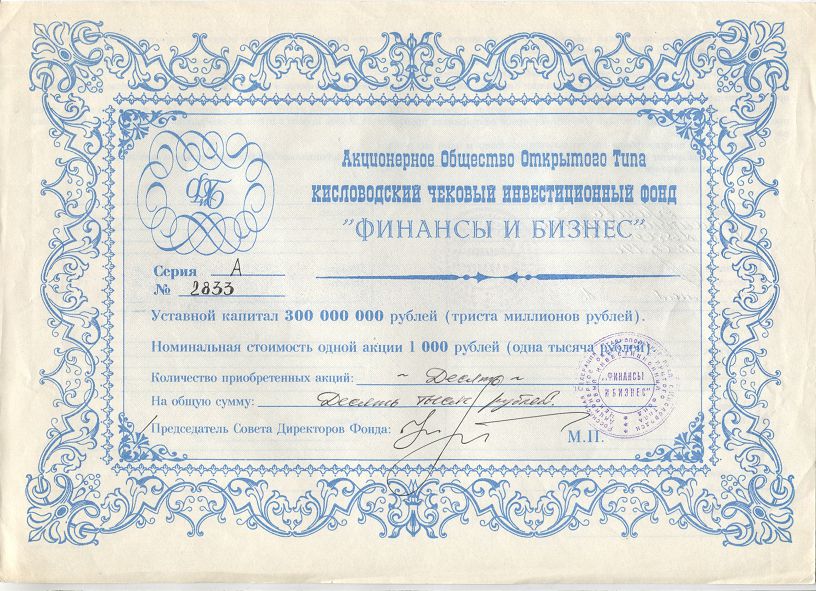 Акционерное Общество Открытого Типа
КИСЛОВОДСКИЙ ЧЕКОВЫЙ ИНВЕСТИЦИОННЫЙ ФОНД
"ФИНАНСЫ И БИЗНЕС"
Серия А
№ 2833
Уставной капитал 300 000 000 рублей (триста миллионов рублей).
Номинальная стоимость одной акции 1 000 рублей (одна тысяча рублей).
Количество приобретенных акций: ~ Десять ~
На общую сумму: Десять тысяч рублей.
Председатель Совета Директоров Фонда:
М.П.
"ФИНАНСЫ
И БИЗНЕС"